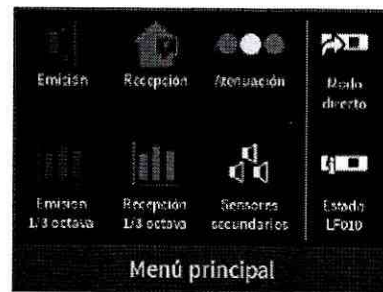 Emisión
Recepción
Atenuación
Modo
directo
Emisión
1/3 octava
Recepción
1/3 octava
Sensores
secundarios
Estado
LF010
Menú principal